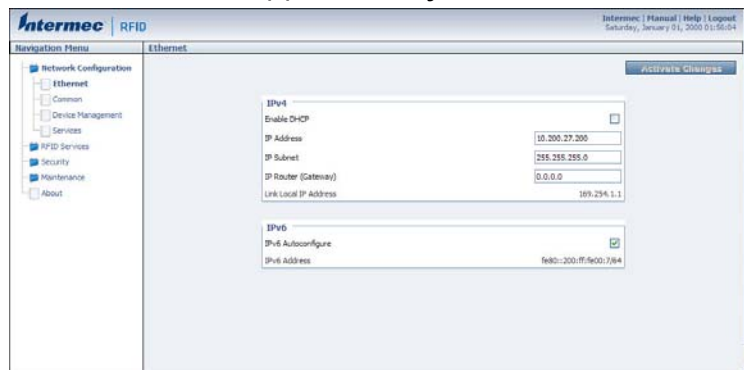 Intermec | RFID
Intermec | Manual | Help | Logout
Saturday, January 01, 2000 01:56:04
Navigation Menu
Ethernet
Network Configuration
Ethernet
Common
Device Management
Services
RFID Services
Security
Maintenance
About
Activate Changes
IPv4
Enable DHCP
IP Address 10.200.27.200
IP Subnet 255.255.255.0
IP Router (Gateway) 0.0.0.0
Link Local IP Address 169.254.1.1
IPv6
IPv6 Autoconfigure
IPv6 Address fe80::200:ff:fe00:7/64